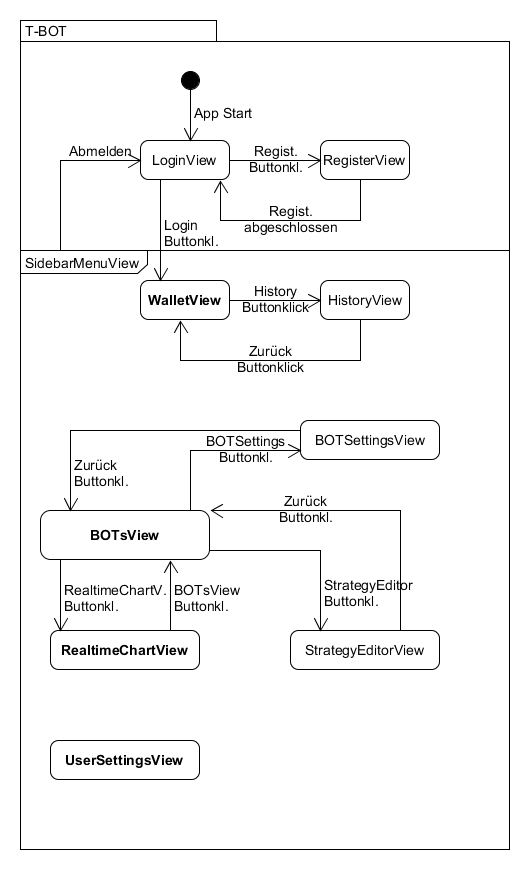 T-BOT
App Start
Abmelden
LoginView
Regist.
Buttonkl.
RegisterView
Regist.
abgeschlossen
Login
Buttonkl.
SidebarMenuView
WalletView
History
Buttonklick
HistoryView
Zurück
Buttonklick
BOTSettings
Buttonkl.
BOTSettingsView
Zurück
Buttonkl.
Zurück
Buttonkl.
BOTsView
RealtimeChartV.
Buttonkl.
BOTsView
Buttonkl.
StrategyEditor
Buttonkl.
RealtimeChartView
StrategyEditorView
UserSettingsView